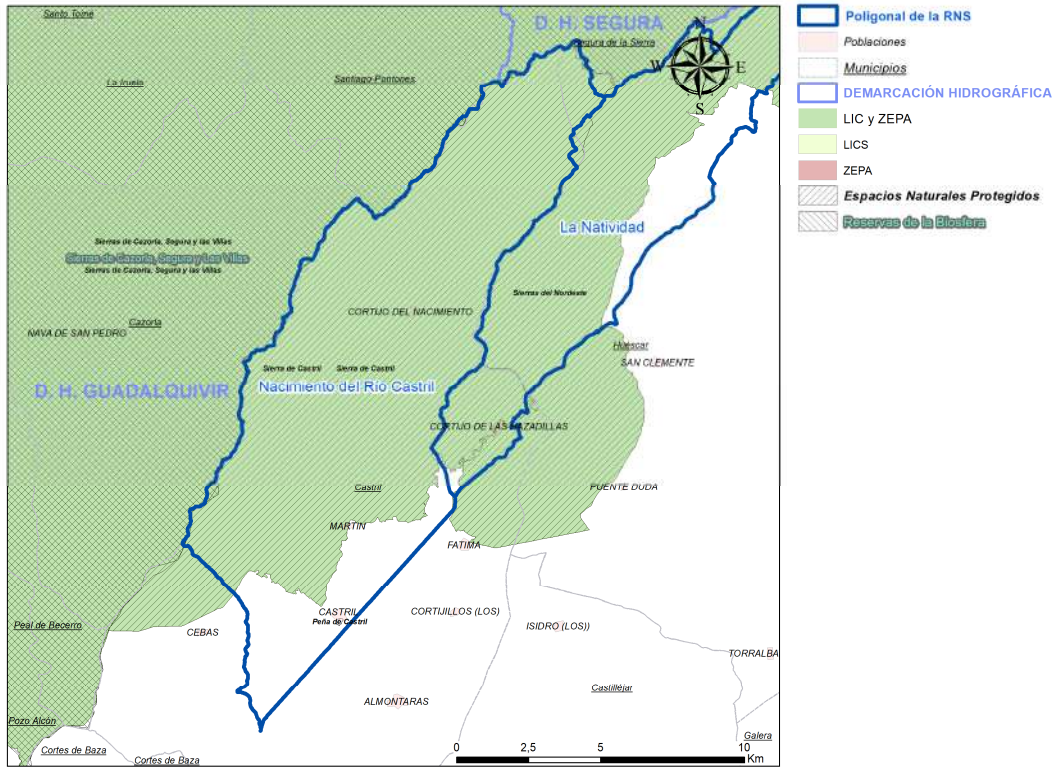 Santo Tomé
D. H. SEGURA
Segura de la Sierra
La Iruela
Santiago-Pontones
N
W
E
S
La Natividad
Sierras de Cazorla, Segura y las Villas
Sierras de Cazorla, Segura y Las Villas
Sierras de Cazorla, Segura y las Villas
Sierras del Nordeste
CORTIJO DEL NACIMIENTO
Cazorla
NAVA DE SAN PEDRO
Huéscar
SAN CLEMENTE
Sierra de Castril
Sierra de Castril
Nacimiento del Río Castril
D. H. GUADALQUIVIR
CORTIJO DE LAS MAZADILLAS
Castril
PUENTE DUDA
MARTIN
FATIMA
CASTRIL
Peña de Castril
CORTIJILLOS (LOS)
ISIDRO (LOS))
Peal de Becerro
CEBAS
TORRALBA
Castilléjar
ALMONTARAS
Pozo Alcón
Cortes de Baza
Cortes de Baza
Galera
0
2,5
5
10
Km
Poligonal de la RNS
Poblaciones
Municipios
DEMARCACIÓN HIDROGRÁFICA
LIC y ZEPA
LICS
ZEPA
Espacios Naturales Protegidos
Reservas de la Biosfera